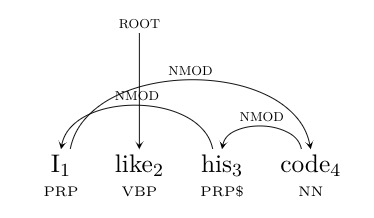 ROOT
NMOD
NMOD
NMOD
I₁ like₂ his₃ code₄
PRP VBP PRP$ NN